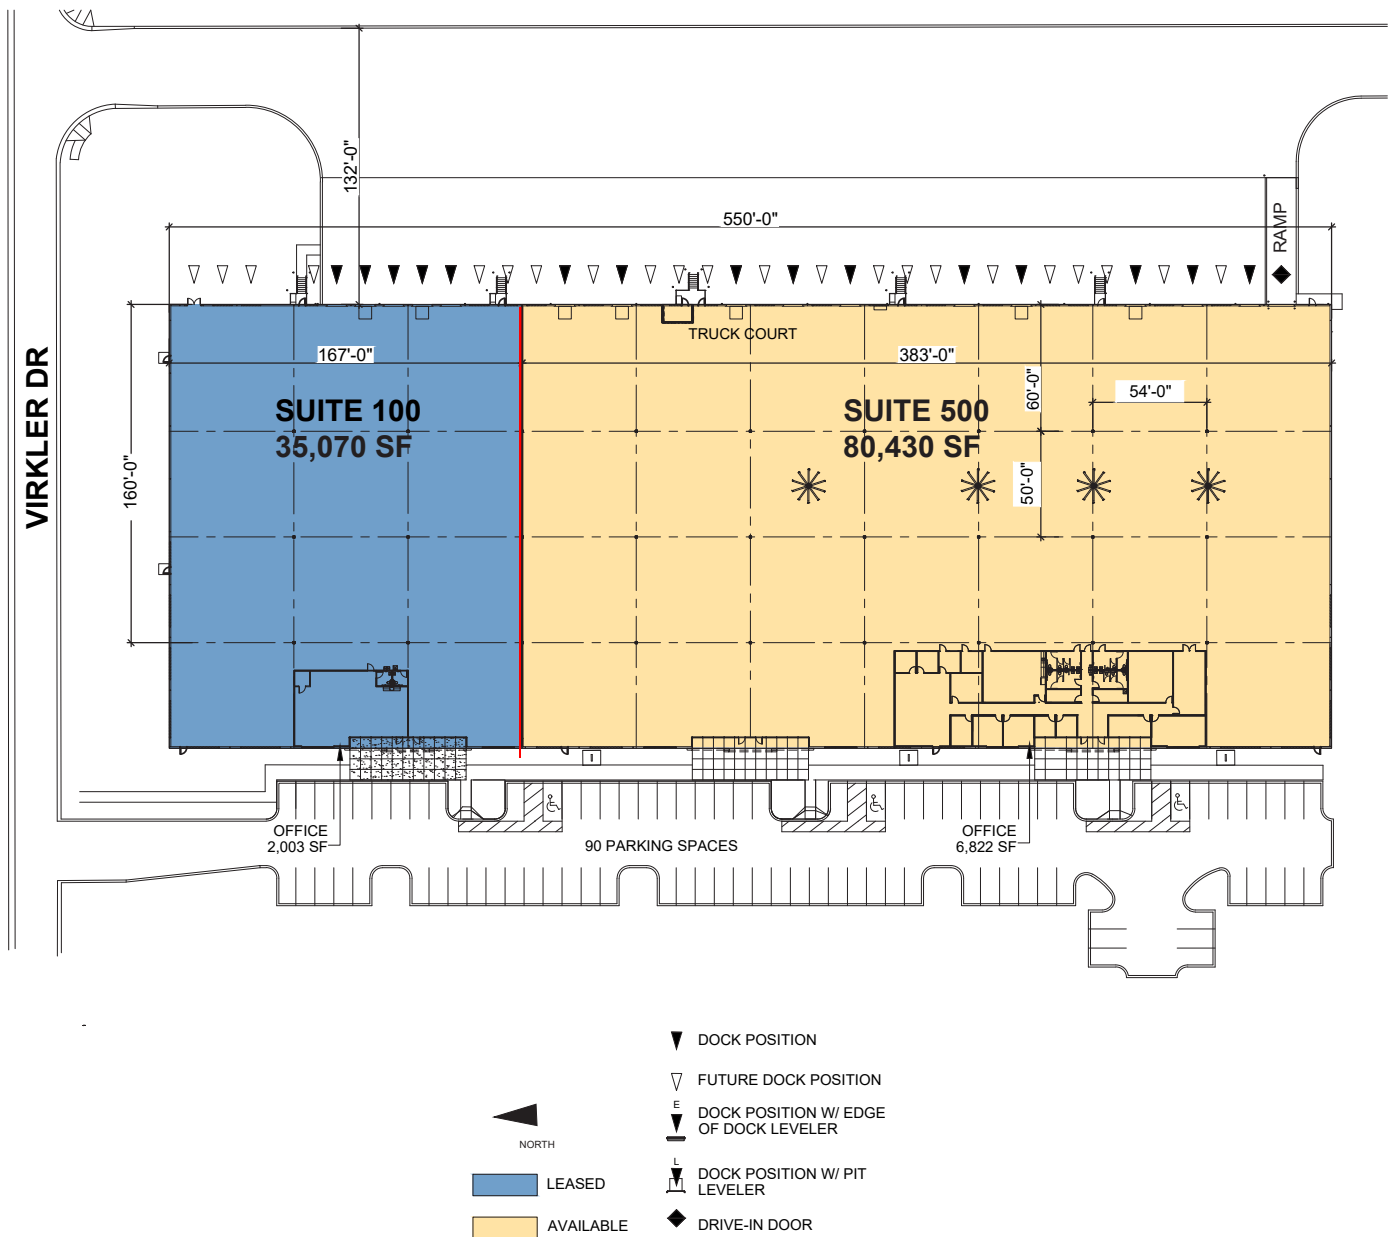 132'-0"
550'-0"
RAMP
TRUCK COURT
167'-0"
383'-0"
60'-0"
54'-0"
VIRKLER DR
SUITE 100
35,070 SF
SUITE 500
80,430 SF
160'-0"
50'-0"
OFFICE
2,003 SF
90 PARKING SPACES
OFFICE
6,822 SF
DOCK POSITION
FUTURE DOCK POSITION
E
DOCK POSITION W/ EDGE
OF DOCK LEVELER
NORTH
L
DOCK POSITION W/ PIT
LEVELER
LEASED
AVAILABLE
DRIVE-IN DOOR